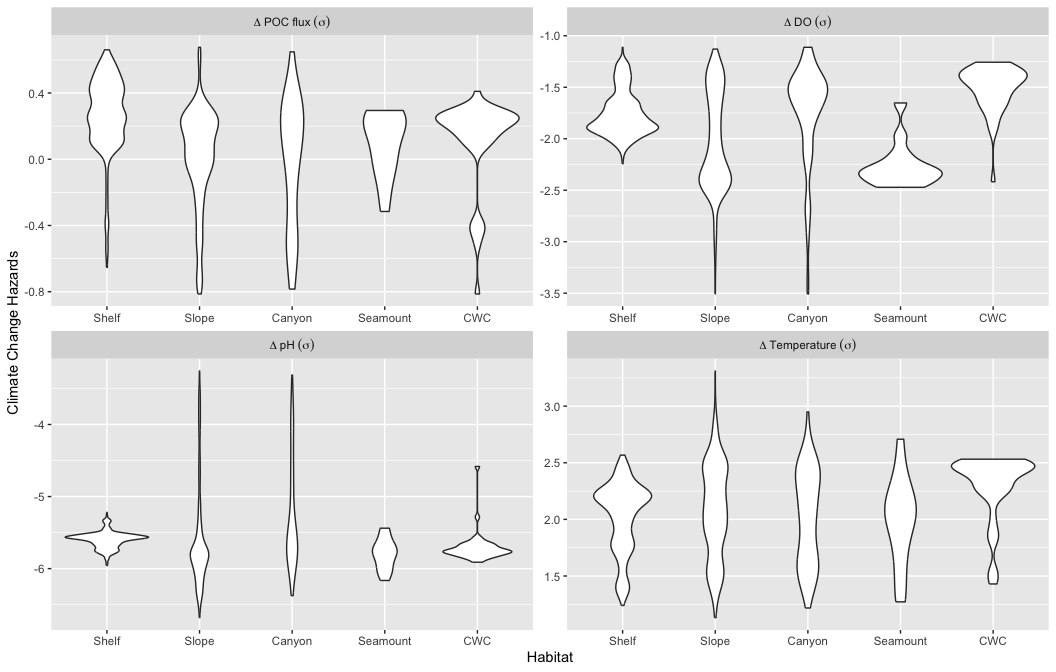 Δ POC flux (σ)
Δ DO (σ)
0.4
0.0
-0.4
-0.8
-1.0
-1.5
-2.0
-2.5
-3.0
-3.5
Shelf Slope Canyon Seamount CWC
Shelf Slope Canyon Seamount CWC
Climate Change Hazards
Δ pH (σ)
Δ Temperature (σ)
-4
-5
-6
3.0
2.5
2.0
1.5
Shelf Slope Canyon Seamount CWC
Shelf Slope Canyon Seamount CWC
Habitat